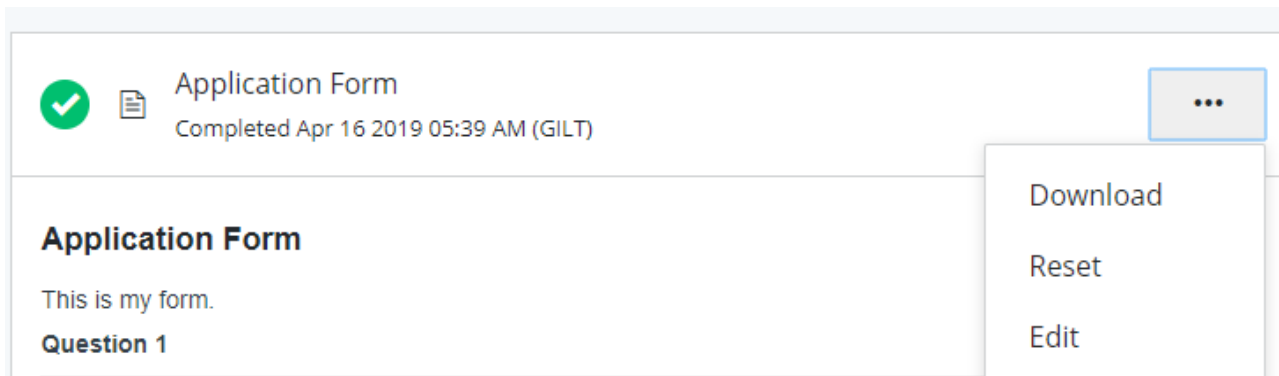 Application Form
Completed Apr 16 2019 05:39 AM (GILT)
Download
Reset
Edit
Application Form
This is my form.
Question 1